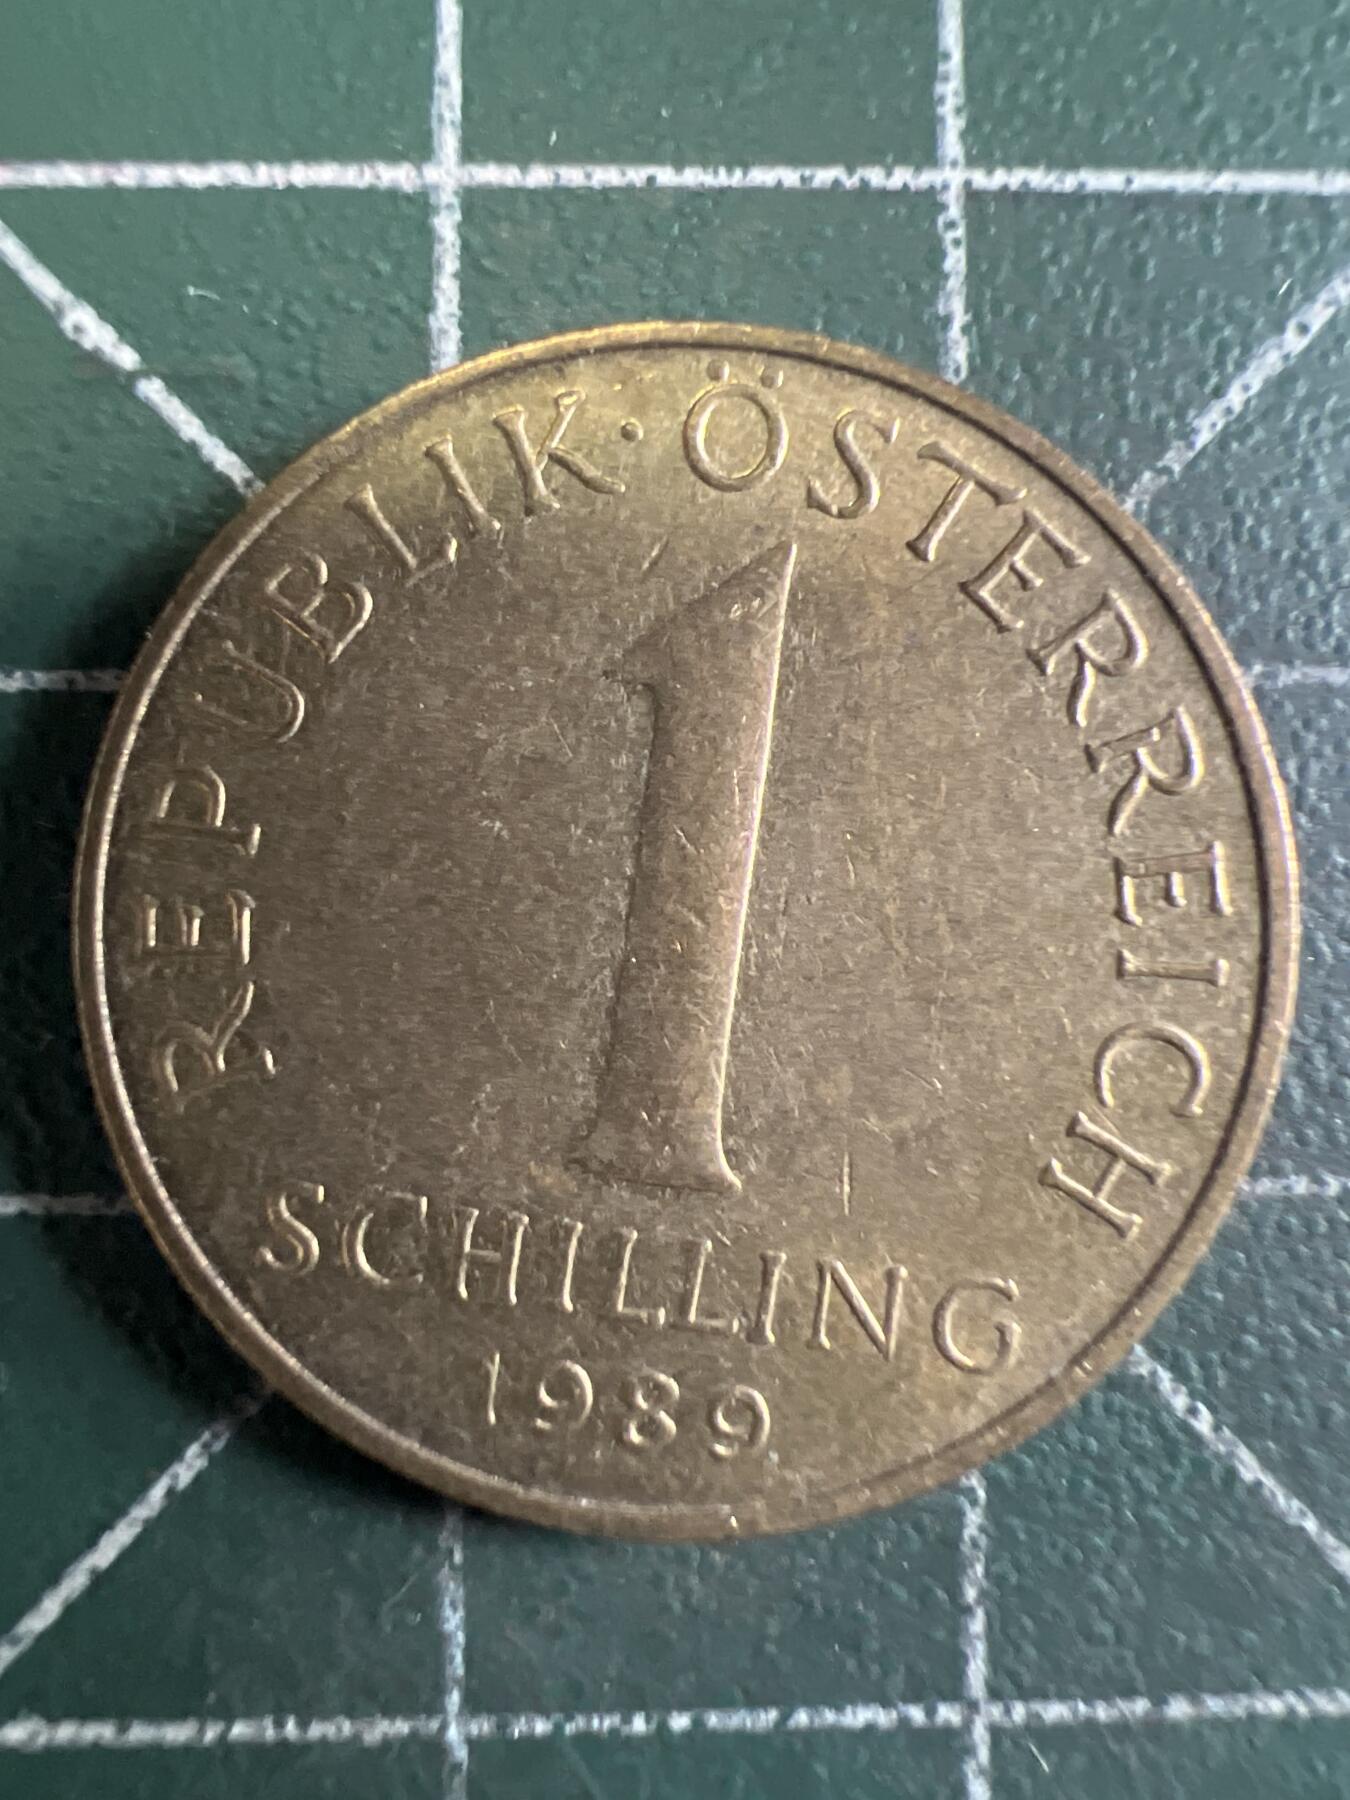 REPUBLIK·ÖSTERREICH
1
SCHILLING
1989